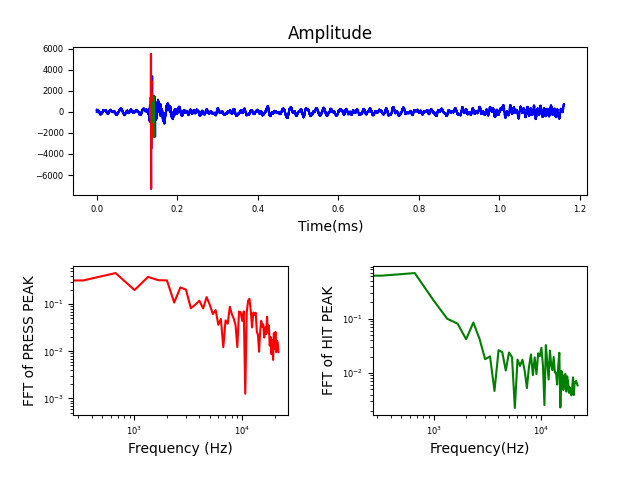 Amplitude
6000
4000
2000
0
−2000
−4000
−6000
0.0 0.2 0.4 0.6 0.8 1.0 1.2
Time(ms)
FFT of PRESS PEAK
10⁻¹
10⁻²
10⁻³
10³ 10⁴
Frequency (Hz)
FFT of HIT PEAK
10⁻¹
10⁻²
10³ 10⁴
Frequency(Hz)